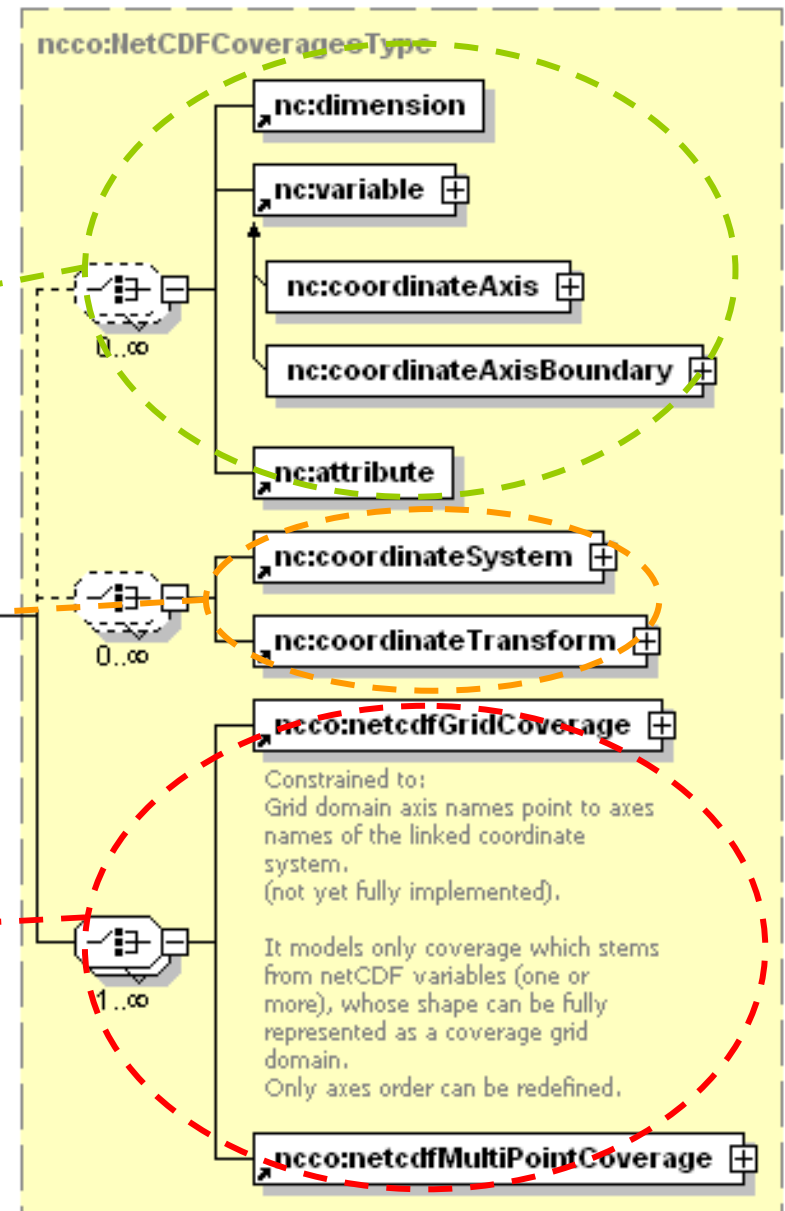 ncco:NetCDFCoveragesType
nc:dimension
nc:variable
nc:coordinateAxis
0..∞
nc:coordinateAxisBoundary
nc:attribute
nc:coordinateSystem
nc:coordinateTransform
0..∞
ncco:netcdfGridCoverage
Constrained to:
Grid domain axis names point to axes
names of the linked coordinate
system.
(not yet fully implemented).
It models only coverage which stems
from netCDF variables (one or
more), whose shape can be fully
represented as a coverage grid
domain.
Only axes order can be redefined.
1..∞
ncco:netcdfMultiPointCoverage